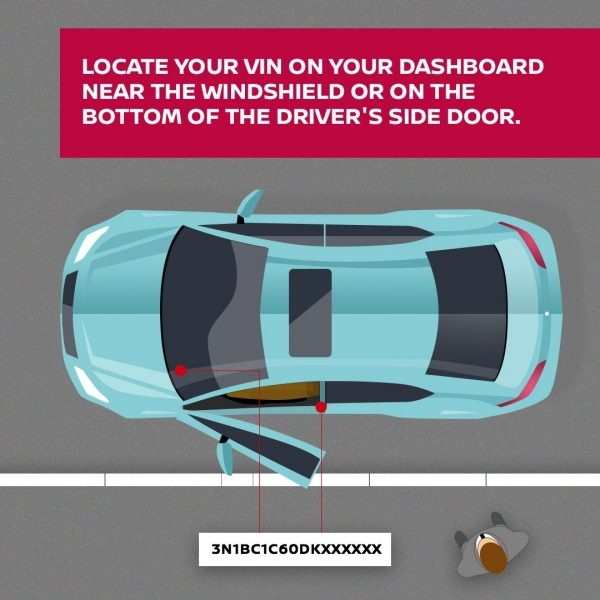 LOCATE YOUR VIN ON YOUR DASHBOARD
NEAR THE WINDSHIELD OR ON THE
BOTTOM OF THE DRIVER'S SIDE DOOR.
3N1BC1C60DKXXXXXX